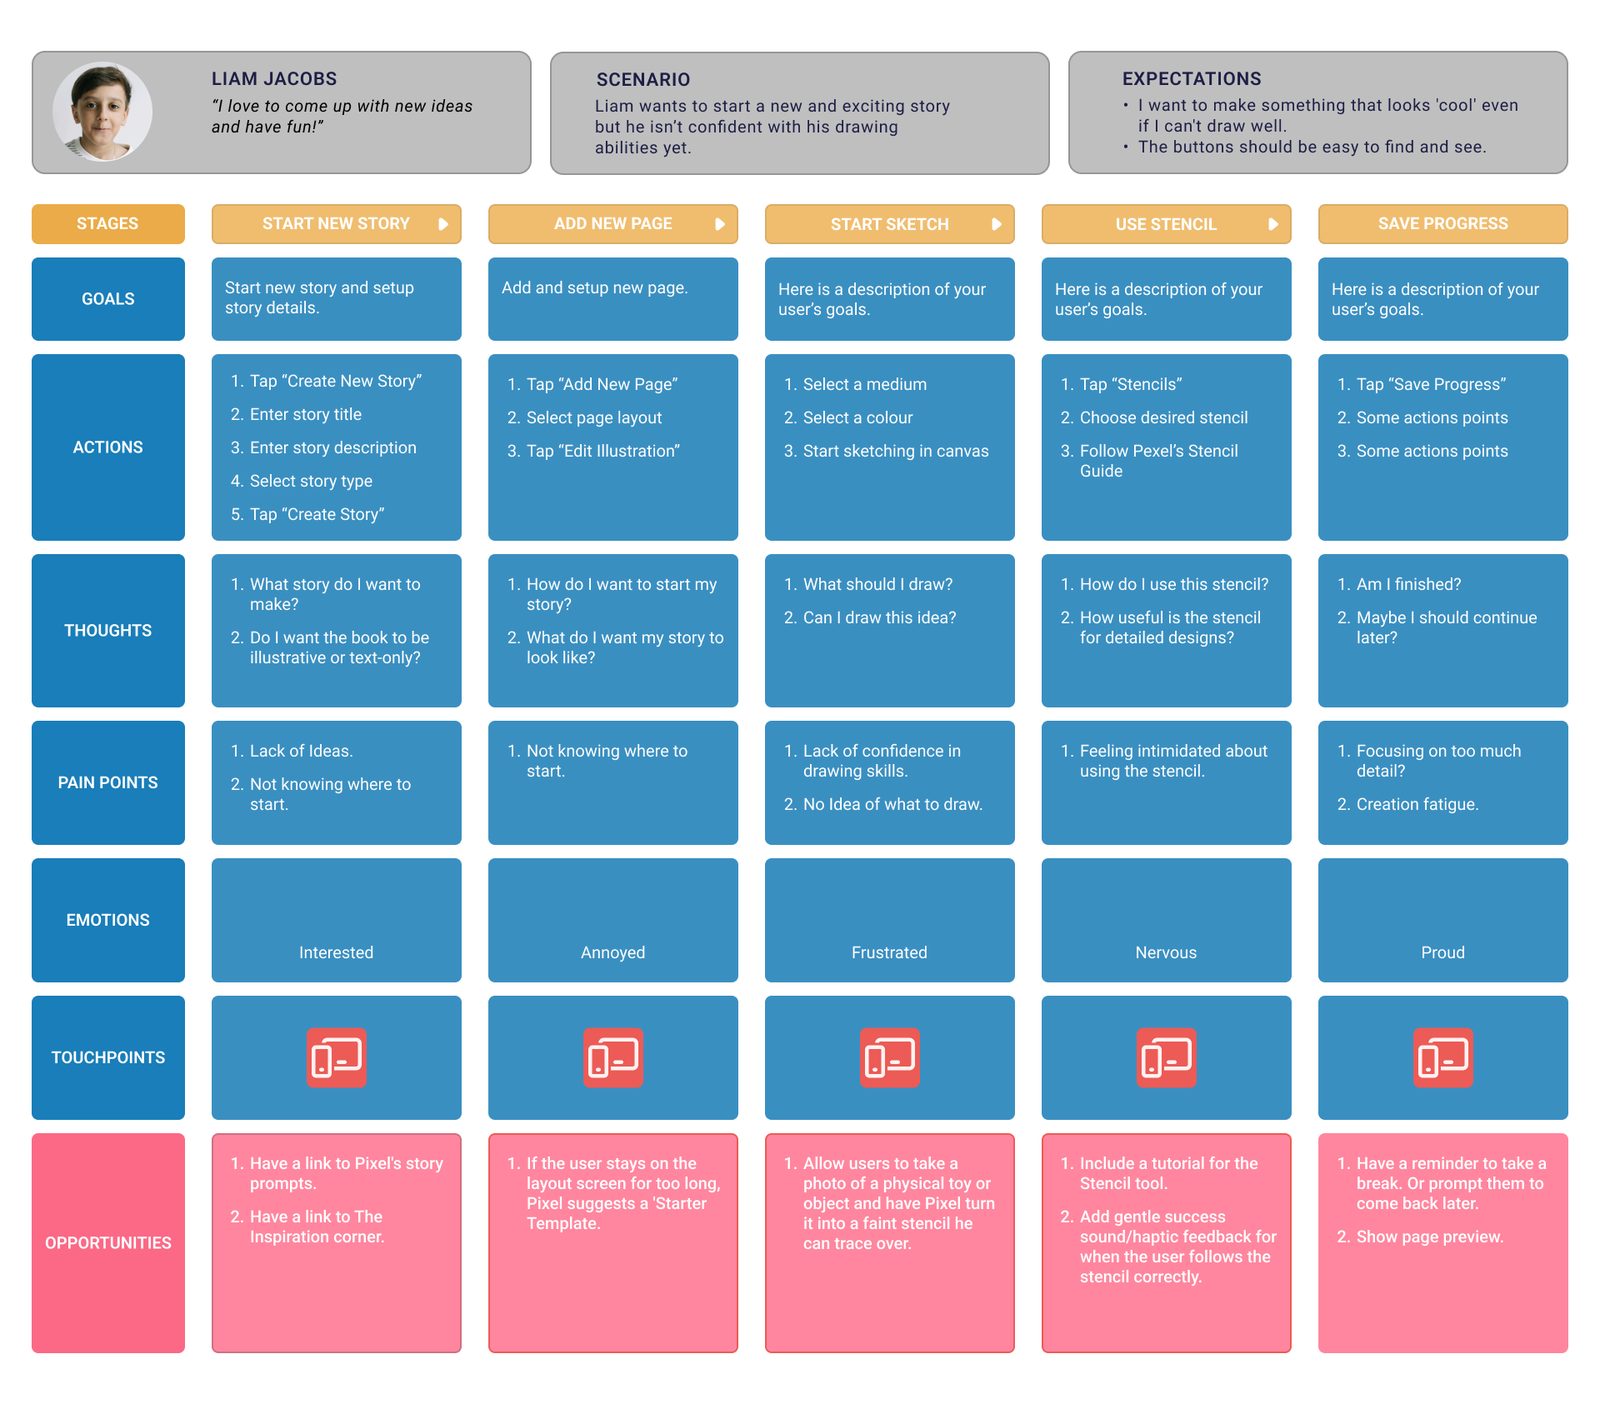 LIAM JACOBS
“I love to come up with new ideas
and have fun!”
SCENARIO
Liam wants to start a new and exciting story
but he isn’t confident with his drawing
abilities yet.
EXPECTATIONS
• I want to make something that looks 'cool' even
if I can't draw well.
• The buttons should be easy to find and see.
STAGES
START NEW STORY
ADD NEW PAGE
START SKETCH
USE STENCIL
SAVE PROGRESS
GOALS
Start new story and setup
story details.
Add and setup new page.
Here is a description of your
user’s goals.
Here is a description of your
user’s goals.
Here is a description of your
user’s goals.
ACTIONS
1. Tap “Create New Story”
2. Enter story title
3. Enter story description
4. Select story type
5. Tap “Create Story”
1. Tap “Add New Page”
2. Select page layout
3. Tap “Edit Illustration”
1. Select a medium
2. Select a colour
3. Start sketching in canvas
1. Tap “Stencils”
2. Choose desired stencil
3. Follow Pexel’s Stencil
Guide
1. Tap “Save Progress”
2. Some actions points
3. Some actions points
THOUGHTS
1. What story do I want to
make?
2. Do I want the book to be
illustrative or text-only?
1. How do I want to start my
story?
2. What do I want my story to
look like?
1. What should I draw?
2. Can I draw this idea?
1. How do I use this stencil?
2. How useful is the stencil
for detailed designs?
1. Am I finished?
2. Maybe I should continue
later?
PAIN POINTS
1. Lack of Ideas.
2. Not knowing where to
start.
1. Not knowing where to
start.
1. Lack of confidence in
drawing skills.
2. No Idea of what to draw.
1. Feeling intimidated about
using the stencil.
1. Focusing on too much
detail?
2. Creation fatigue.
EMOTIONS
Interested
Annoyed
Frustrated
Nervous
Proud
TOUCHPOINTS
OPPORTUNITIES
1. Have a link to Pixel's story
prompts.
2. Have a link to The
Inspiration corner.
1. If the user stays on the
layout screen for too long,
Pixel suggests a 'Starter
Template.
1. Allow users to take a
photo of a physical toy or
object and have Pixel turn
it into a faint stencil he
can trace over.
1. Include a tutorial for the
Stencil tool.
2. Add gentle success
sound/haptic feedback for
when the user follows the
stencil correctly.
1. Have a reminder to take a
break. Or prompt them to
come back later.
2. Show page preview.